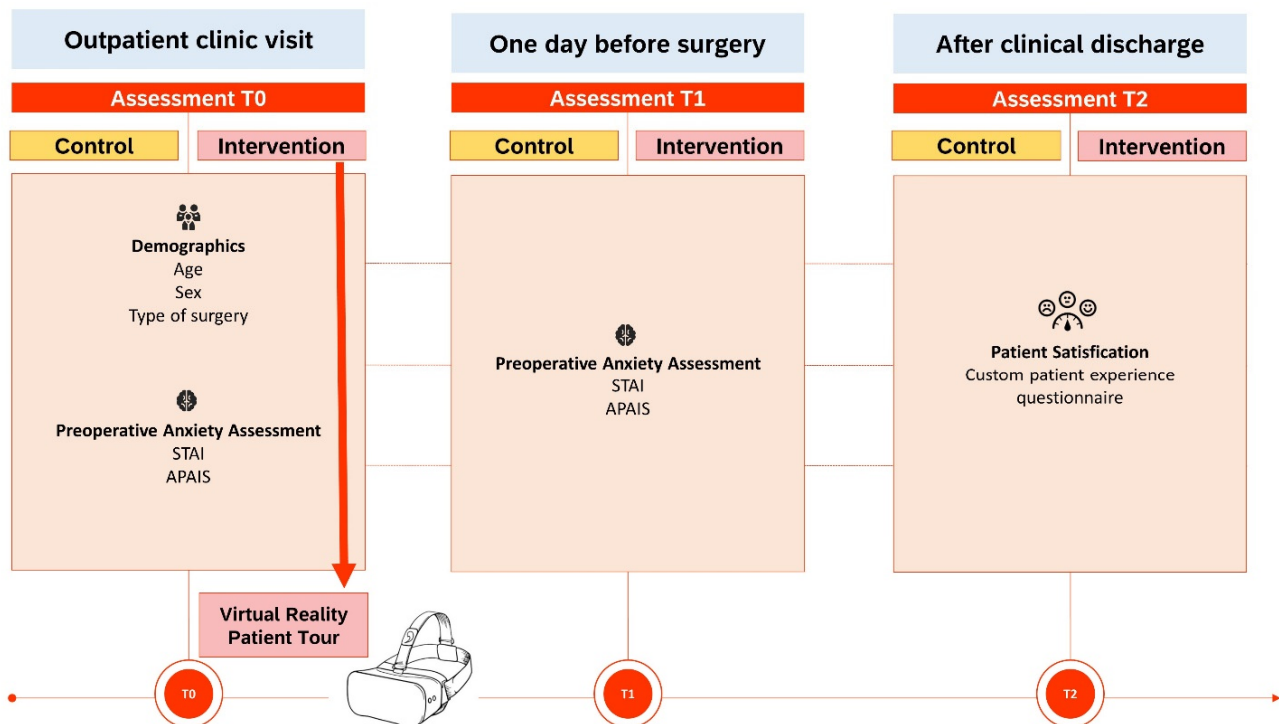 Outpatient clinic visit
Assessment T0
Control
Intervention
Demographics
Age
Sex
Type of surgery
Preoperative Anxiety Assessment
STAI
APAIS
Virtual Reality
Patient Tour
T0
One day before surgery
Assessment T1
Control
Intervention
Preoperative Anxiety Assessment
STAI
APAIS
T1
After clinical discharge
Assessment T2
Control
Intervention
Patient Satisfication
Custom patient experience
questionnaire
T2